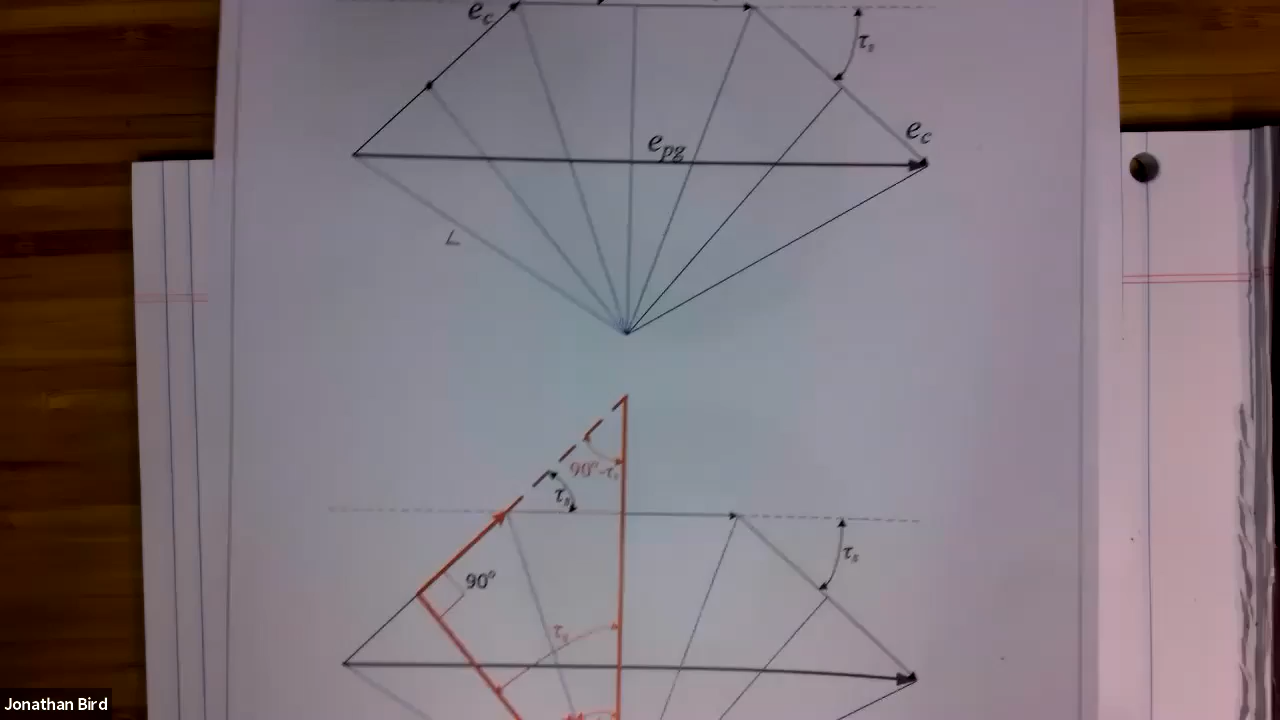 e_c
τ_s
e_c
e_pg
L
90°-τ_s
τ_s
τ_s
90°
τ_s
Jonathan Bird